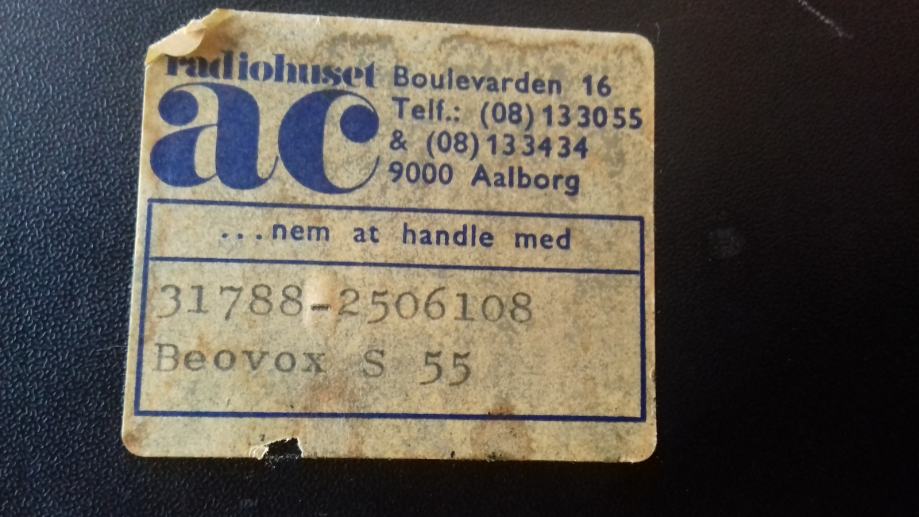 radiohuset
ac
Boulevarden 16
Telf.: (08) 133055
& (08) 133434
9000 Aalborg
...nem at handle med
31788-2506108
Beovox S 55